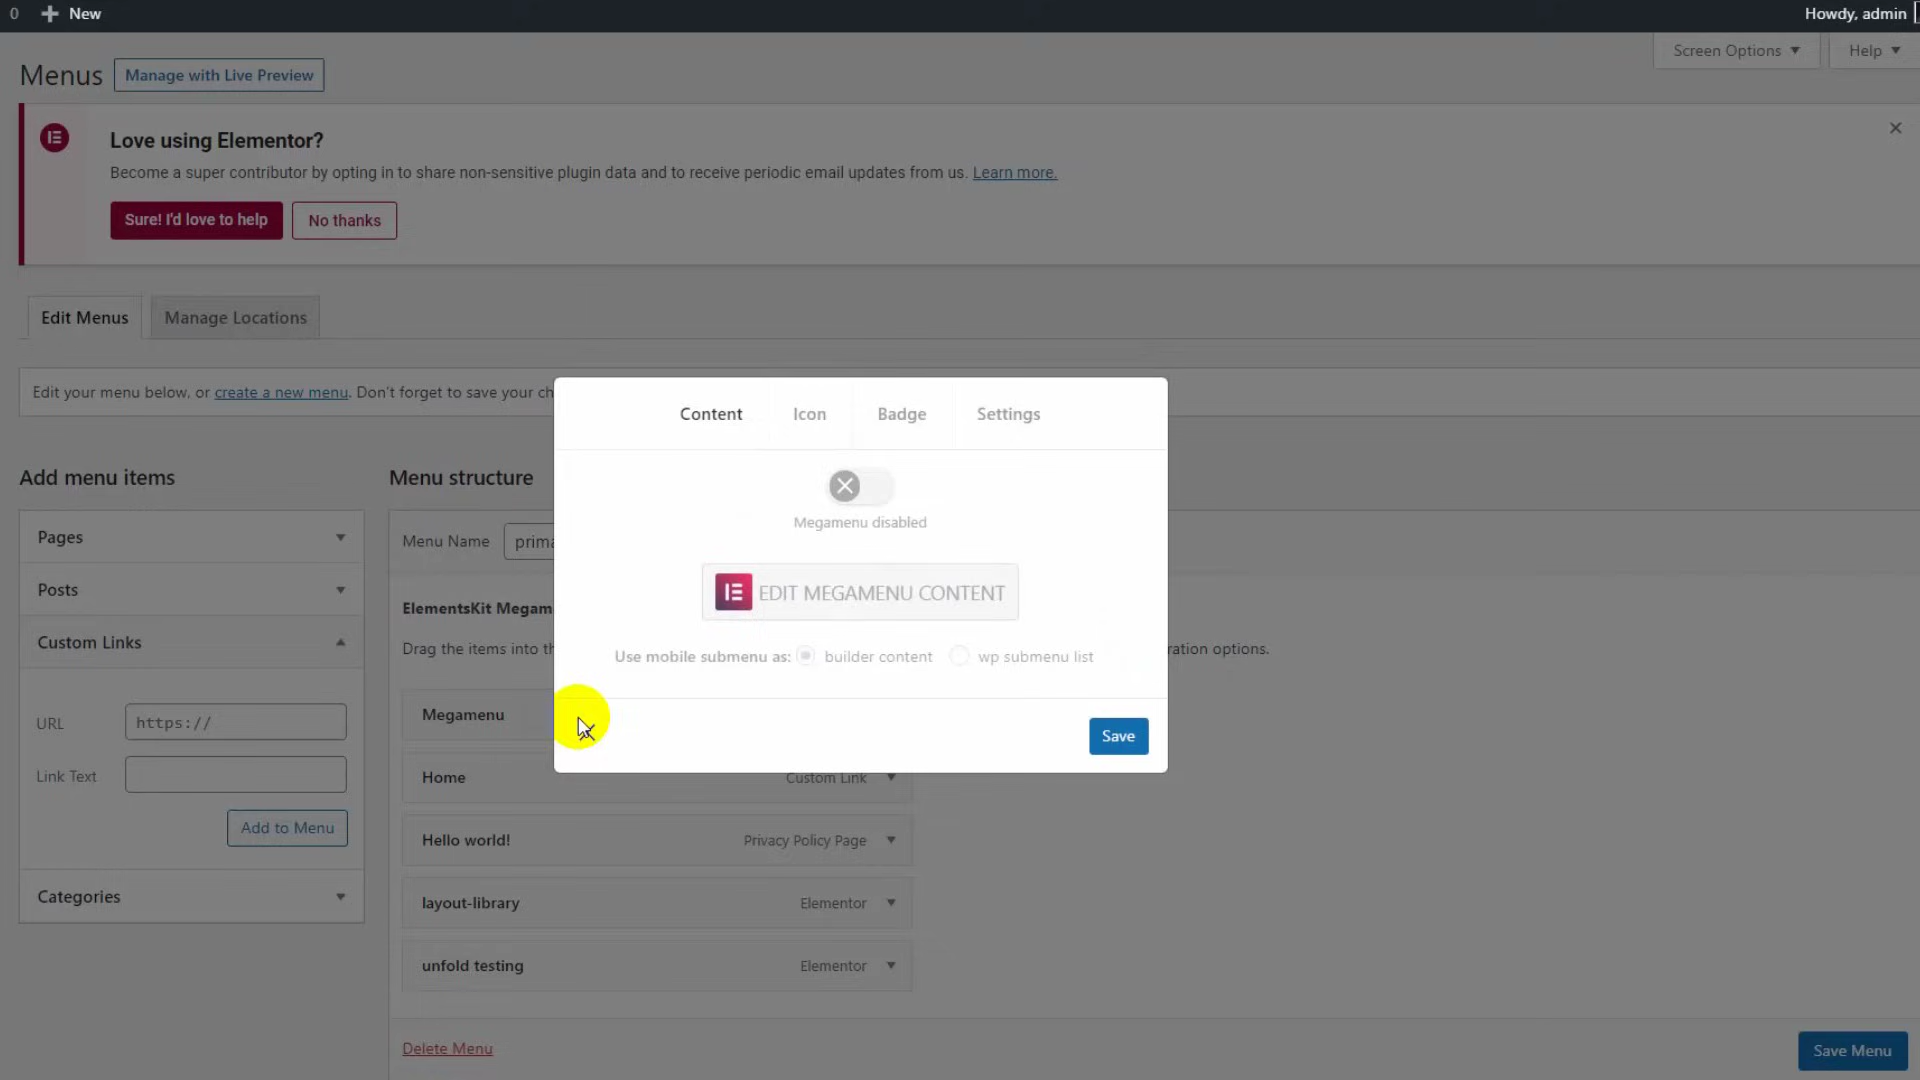 0 New
Howdy, admin
Screen Options
Help
Menus
Manage with Live Preview
Love using Elementor?
Become a super contributor by opting in to share non-sensitive plugin data and to receive periodic email updates from us. Learn more.
Sure! I'd love to help
No thanks
Edit Menus
Manage Locations
Edit your menu below, or create a new menu. Don't forget to save your ch
Content
Icon
Badge
Settings
Megamenu disabled
EDIT MEGAMENU CONTENT
Use mobile submenu as: builder content wp submenu list
Save
Add menu items
Pages
Posts
Custom Links
URL https://
Link Text
Add to Menu
Categories
Menu structure
Menu Name prima
ElementsKit Megam
Drag the items into th
ration options.
Megamenu
Home Custom Link
Hello world! Privacy Policy Page
layout-library Elementor
unfold testing Elementor
Delete Menu
Save Menu